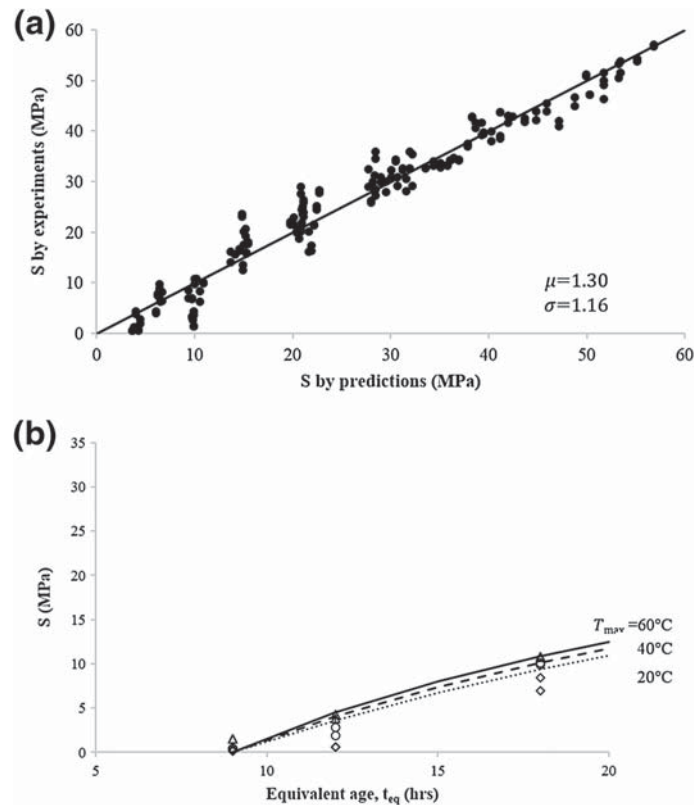 (a)
60
50
40
30
20
10
0
S by experiments (MPa)
μ=1.30
σ=1.16
0 10 20 30 40 50 60
S by predictions (MPa)
(b)
35
30
25
20
15
10
5
0
S (MPa)
T_max =60°C
40°C
20°C
5 10 15 20
Equivalent age, t_eq (hrs)